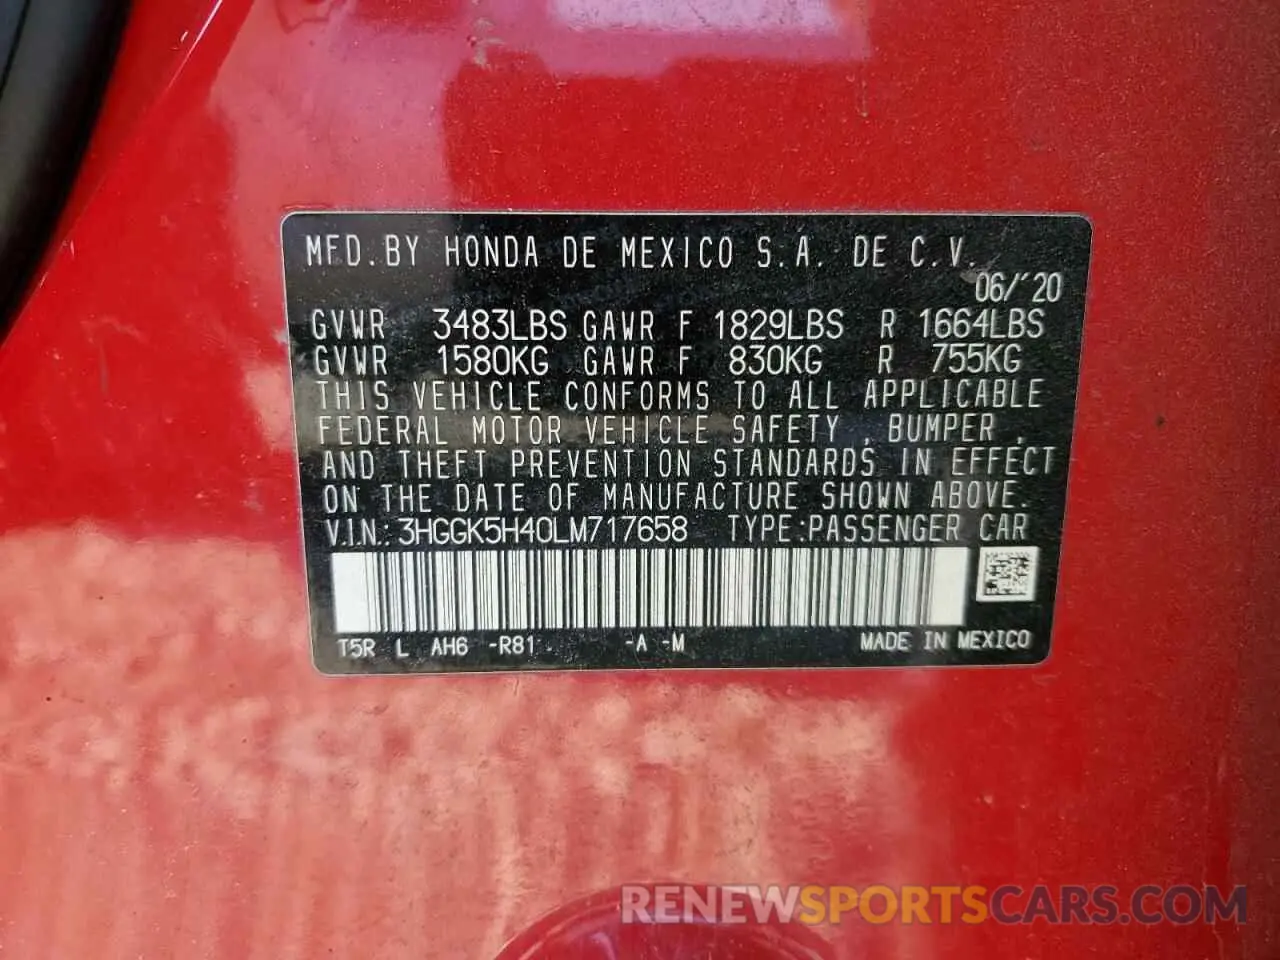 MFD.BY HONDA DE MEXICO S.A. DE C.V.
06/'20
GVWR 3483LBS GAWR F 1829LBS R 1664LBS
GVWR 1580KG GAWR F 830KG R 755KG
THIS VEHICLE CONFORMS TO ALL APPLICABLE
FEDERAL MOTOR VEHICLE SAFETY , BUMPER ,
AND THEFT PREVENTION STANDARDS IN EFFECT
ON THE DATE OF MANUFACTURE SHOWN ABOVE.
V.I.N.: 3HGGK5H40LM717658 TYPE:PASSENGER CAR
T5R L AH6 -R81 -A -M MADE IN MEXICO
RENEWSPORTSCARS.COM